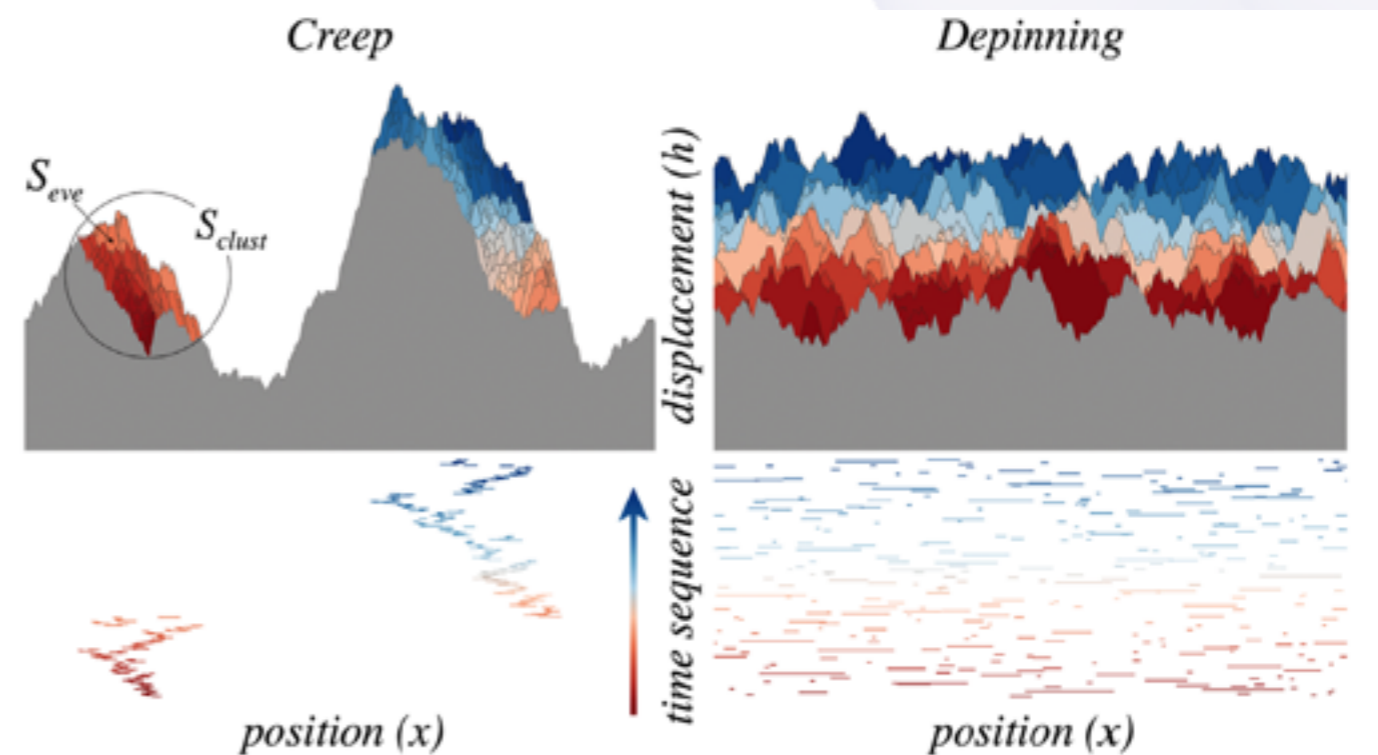 Creep
Depinning
S_eve
S_clust
displacement (h)
time sequence
position (x)
position (x)